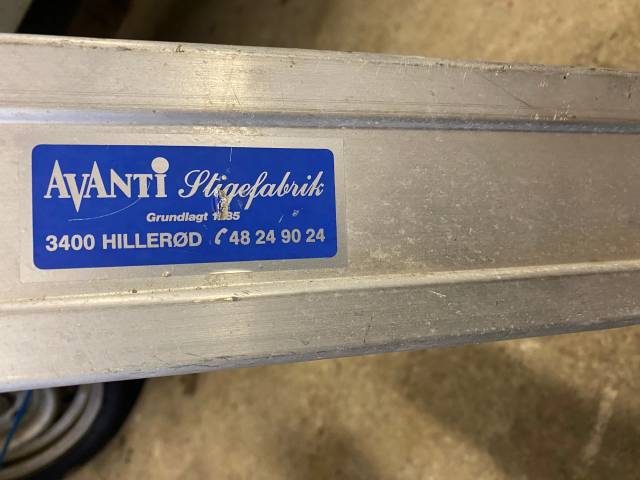 AVANTI Stigefabrik
Grundlagt
3400 HILLERØD 48 24 90 24